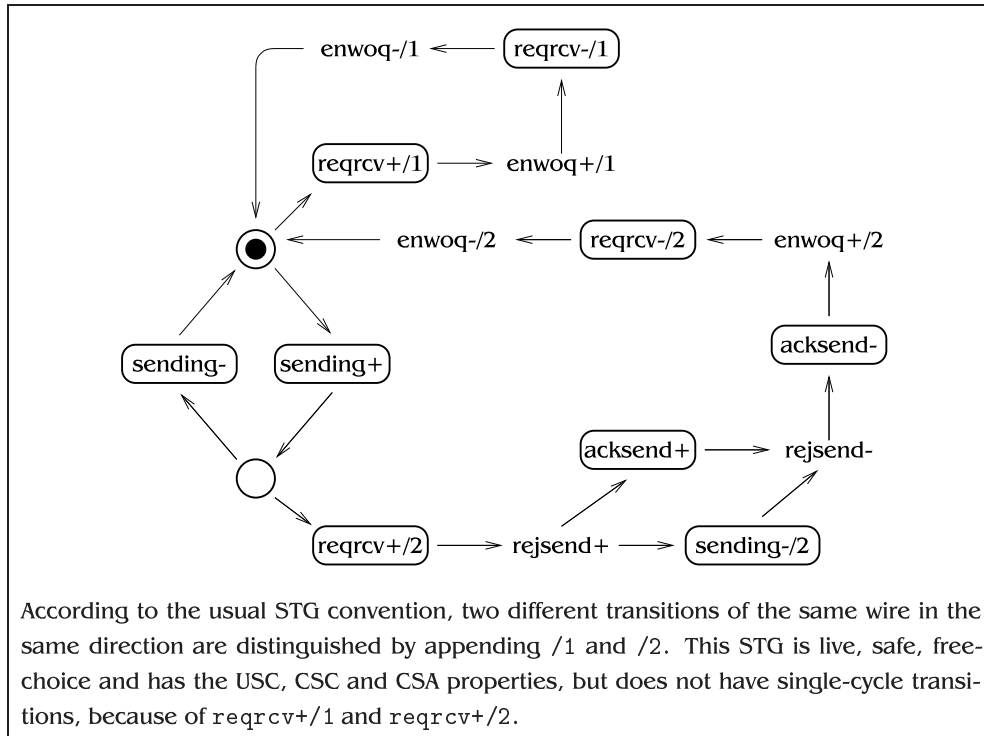 enwoq-/1
reqrcv-/1
reqrcv+/1
enwoq+/1
enwoq-/2
reqrcv-/2
enwoq+/2
sending-
sending+
acksend-
acksend+
rejsend-
reqrcv+/2
rejsend+
sending-/2
According to the usual STG convention, two different transitions of the same wire in the
same direction are distinguished by appending /1 and /2. This STG is live, safe, free-
choice and has the USC, CSC and CSA properties, but does not have single-cycle transi-
tions, because of reqrcv+/1 and reqrcv+/2.